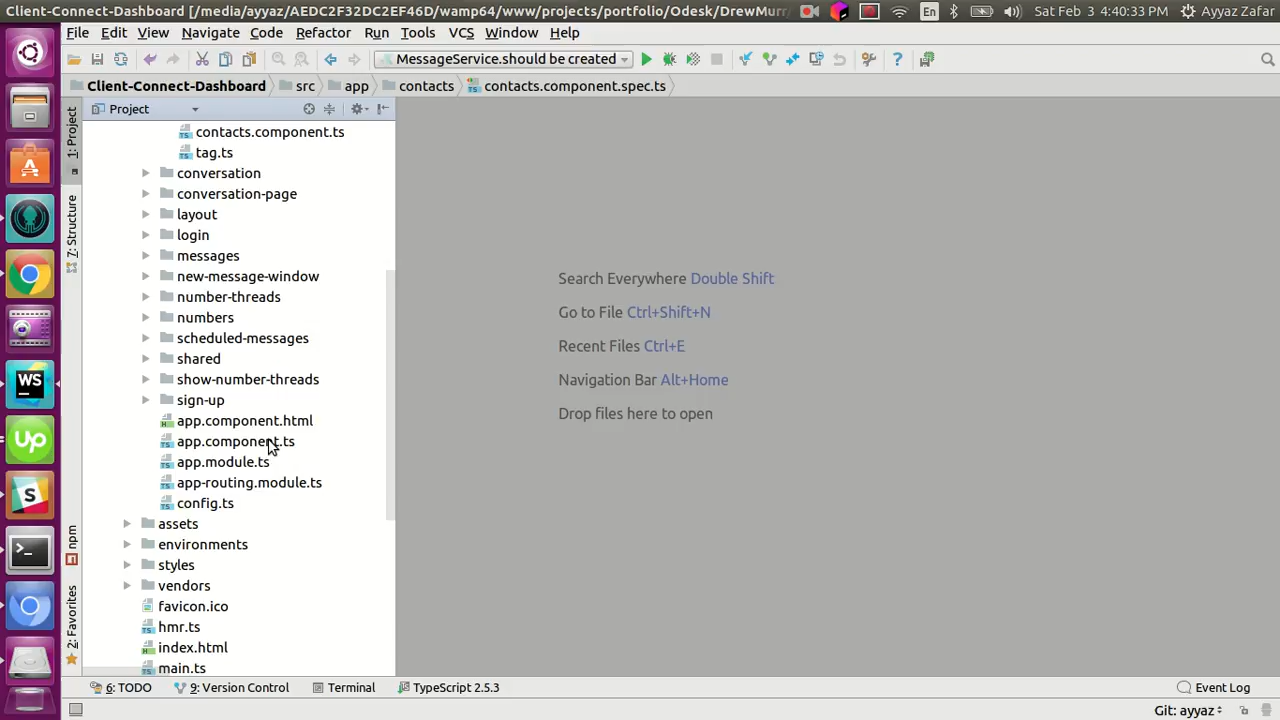 Client-Connect-Dashboard [/media/ayyaz/AEDC2F32DC2EF46D/wamp64/www/projects/portfolio/Odesk/DrewMurr
En
Sat Feb 3 4:40:33 PM
Ayyaz Zafar
File Edit View Navigate Code Refactor Run Tools VCS Window Help
MessageService.should be created
Client-Connect-Dashboard src app contacts contacts.component.spec.ts
Project
1: Project
7: Structure
npm
2: Favorites
contacts.component.ts
tag.ts
conversation
conversation-page
layout
login
messages
new-message-window
number-threads
numbers
scheduled-messages
shared
show-number-threads
sign-up
app.component.html
app.component.ts
app.module.ts
app-routing.module.ts
config.ts
assets
environments
styles
vendors
favicon.ico
hmr.ts
index.html
main.ts
Search Everywhere Double Shift
Go to File Ctrl+Shift+N
Recent Files Ctrl+E
Navigation Bar Alt+Home
Drop files here to open
6: TODO 9: Version Control Terminal TypeScript 2.5.3 Event Log
Git: ayyaz